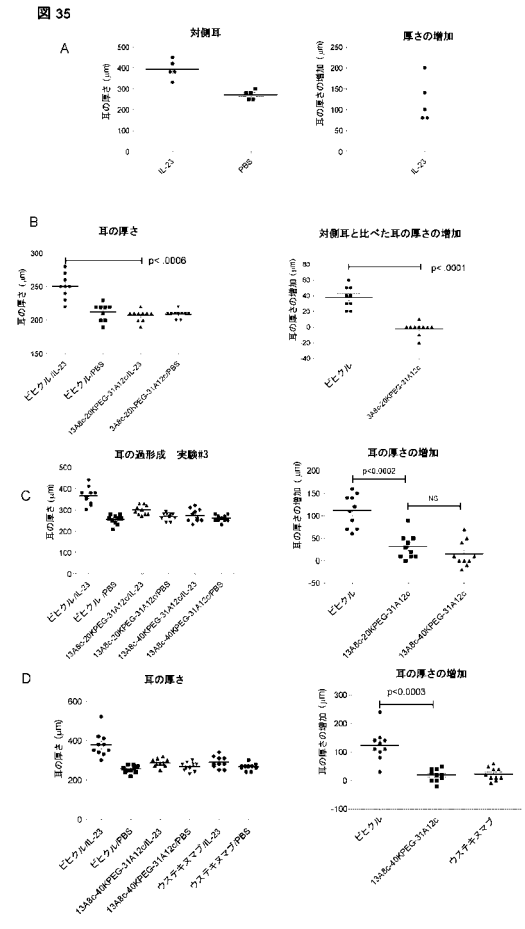 図 35
A
対側耳
耳の厚さ (μm)
500
400
300
200
100
0
IL-23
PBS
厚さの増加
耳の厚さの増加 (μm)
250
200
150
100
50
0
IL-23
B
耳の厚さ
耳の厚さ (μm)
300
250
200
150
p< .0006
ビヒクル/IL-23
ビヒクル/PBS
13A8c-20KPEG-31A12c/IL-23
3A8c-20hPEG-31A12c/PBS
対側耳と比べた耳の厚さの増加
耳の厚さの増加 (μm)
80
60
40
20
0
-20
-40
p< .0001
ビヒクル
3A8c-20KPEG-31A12c
C
耳の過形成 実験#3
耳の厚さ (μm)
500
400
300
200
100
0
ビヒクル/IL-23
ビヒクル/PBS
13A8c-20KPEG-31A12c/IL-23
13A8c-20KPEG-31A12c/PBS
13A8c-40KPEG-31A12c/IL-23
13A8c-40KPEG-31A12c/PBS
耳の厚さの増加
耳の厚さの増加 (μm)
200
150
100
50
0
-50
p<0.0002
NS
ビヒクル
13A8c-20KPEG-31A12c
13A8c-40KPEG-31A12c
D
耳の厚さ
耳の厚さ (μm)
600
400
200
0
ビヒクル/IL-23
ビヒクル/PBS
13A8c-40KPEG-31A12c/IL-23
13A8c-40KPEG-31A12c/PBS
ウステキヌマブ/IL-23
ウステキヌマブ/PBS
耳の厚さの増加
耳の厚さの増加 (μm)
300
200
100
0
-100
p<0.0003
ビヒクル
13A8c-40KPEG-31A12c
ウステキヌマブ